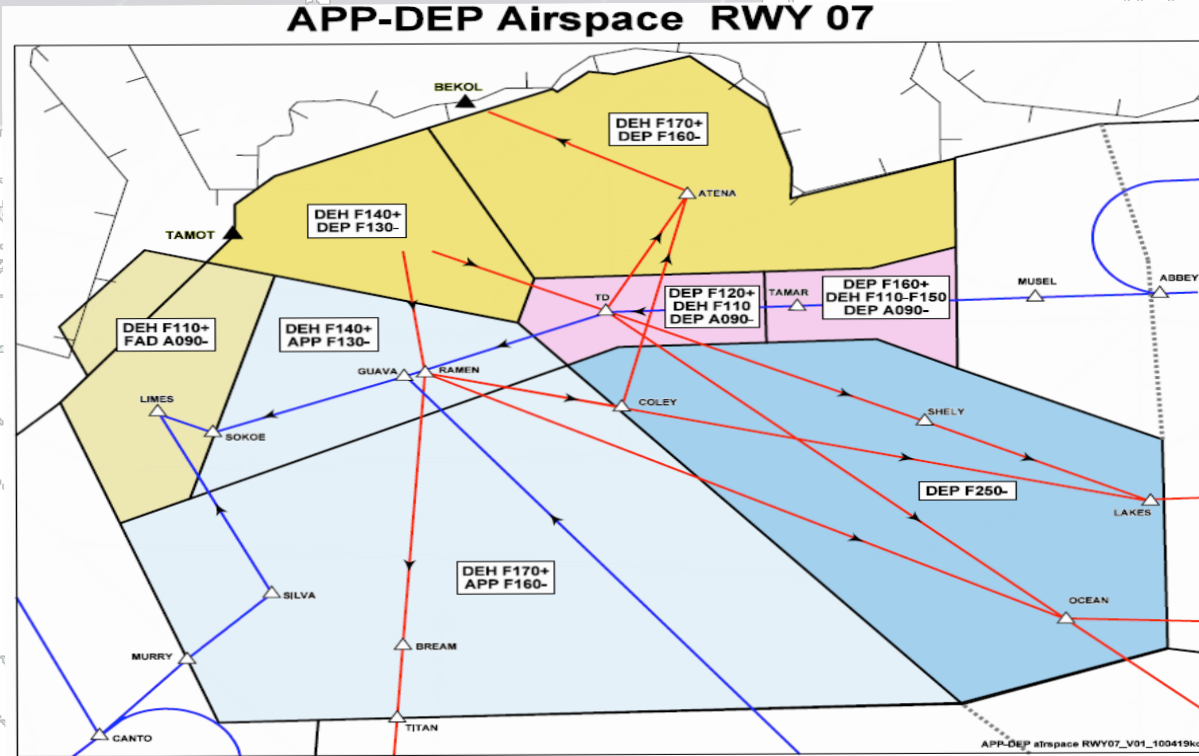 APP-DEP Airspace RWY 07
BEKOL
DEH F170+
DEP F160-
ATENA
DEH F140+
DEP F130-
TAMOT
MUSEL
ABBEY
TD
DEP F120+
DEH F110
DEP A090-
TAMAR
DEP F160+
DEH F110-F150
DEP A090-
DEH F110+
FAD A090-
DEH F140+
APP F130-
GUAVA
RAMEN
LIMES
SOKOE
COLEY
SHELY
DEP F250-
LAKES
DEH F170+
APP F160-
SILVA
OCEAN
BREAM
MURRY
TITAN
CANTO
APP-DEP airspace RWY07_V01_100419